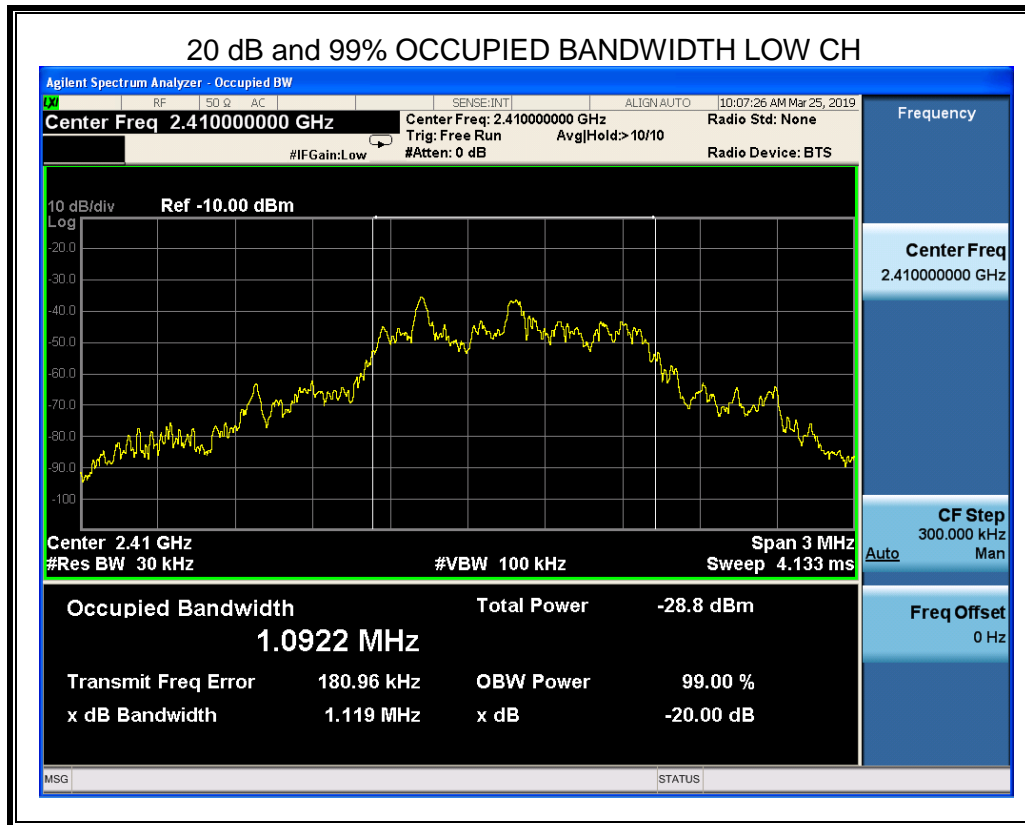 20 dB and 99% OCCUPIED BANDWIDTH LOW CH
Agilent Spectrum Analyzer - Occupied BW
LXI RF 50 Ω AC SENSE:INT ALIGN AUTO 10:07:26 AM Mar 25, 2019
Center Freq 2.410000000 GHz
Center Freq: 2.410000000 GHz Radio Std: None
Trig: Free Run Avg|Hold:>10/10
#IFGain:Low #Atten: 0 dB Radio Device: BTS
10 dB/div Ref -10.00 dBm
Log
-20.0
-30.0
-40.0
-50.0
-60.0
-70.0
-80.0
-90.0
-100
Center 2.41 GHz Span 3 MHz
#Res BW 30 kHz #VBW 100 kHz Sweep 4.133 ms
Occupied Bandwidth Total Power -28.8 dBm
1.0922 MHz
Transmit Freq Error 180.96 kHz OBW Power 99.00 %
x dB Bandwidth 1.119 MHz x dB -20.00 dB
MSG STATUS
Frequency
Center Freq
2.410000000 GHz
CF Step
300.000 kHz
Auto Man
Freq Offset
0 Hz